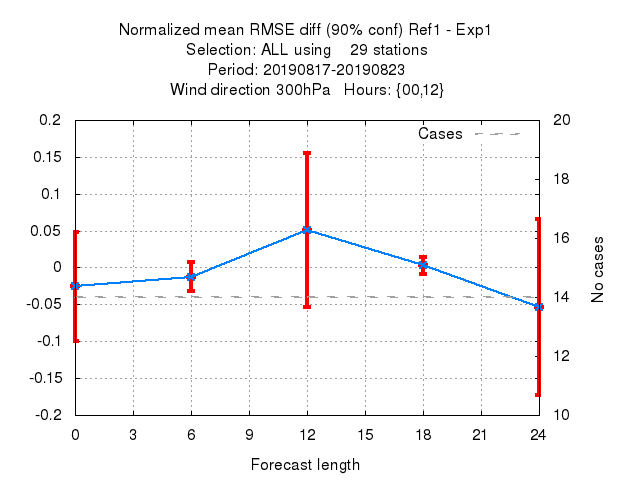 Normalized mean RMSE diff (90% conf) Ref1 - Exp1
Selection: ALL using    29 stations
Period: 20190817-20190823
Wind direction 300hPa   Hours: {00,12}
Cases
0.2
0.15
0.1
0.05
0
-0.05
-0.1
-0.15
-0.2
20
18
16
14
12
10
No cases
0 3 6 9 12 15 18 21 24
Forecast length